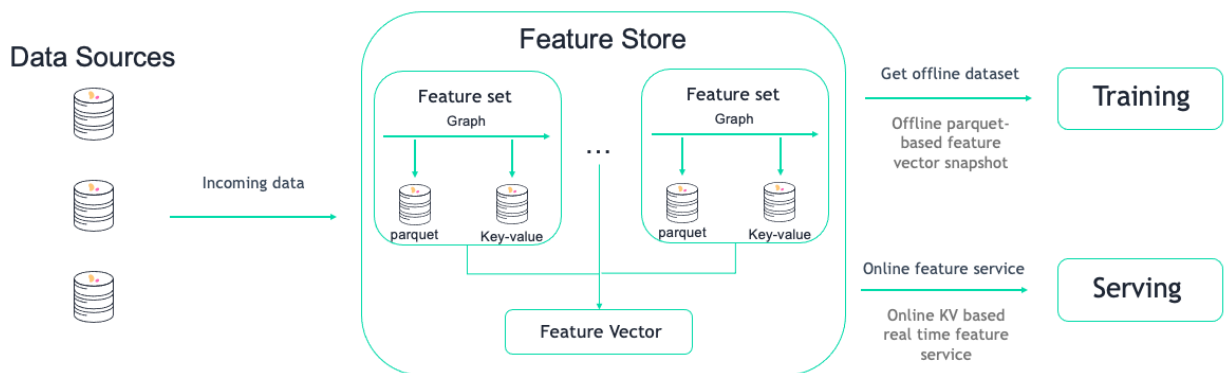 Data Sources
Incoming data
Feature Store
Feature set
Graph
parquet
Key-value
...
Feature set
Graph
parquet
Key-value
Feature Vector
Get offline dataset
Offline parquet-
based feature
vector snapshot
Training
Online feature service
Online KV based
real time feature
service
Serving